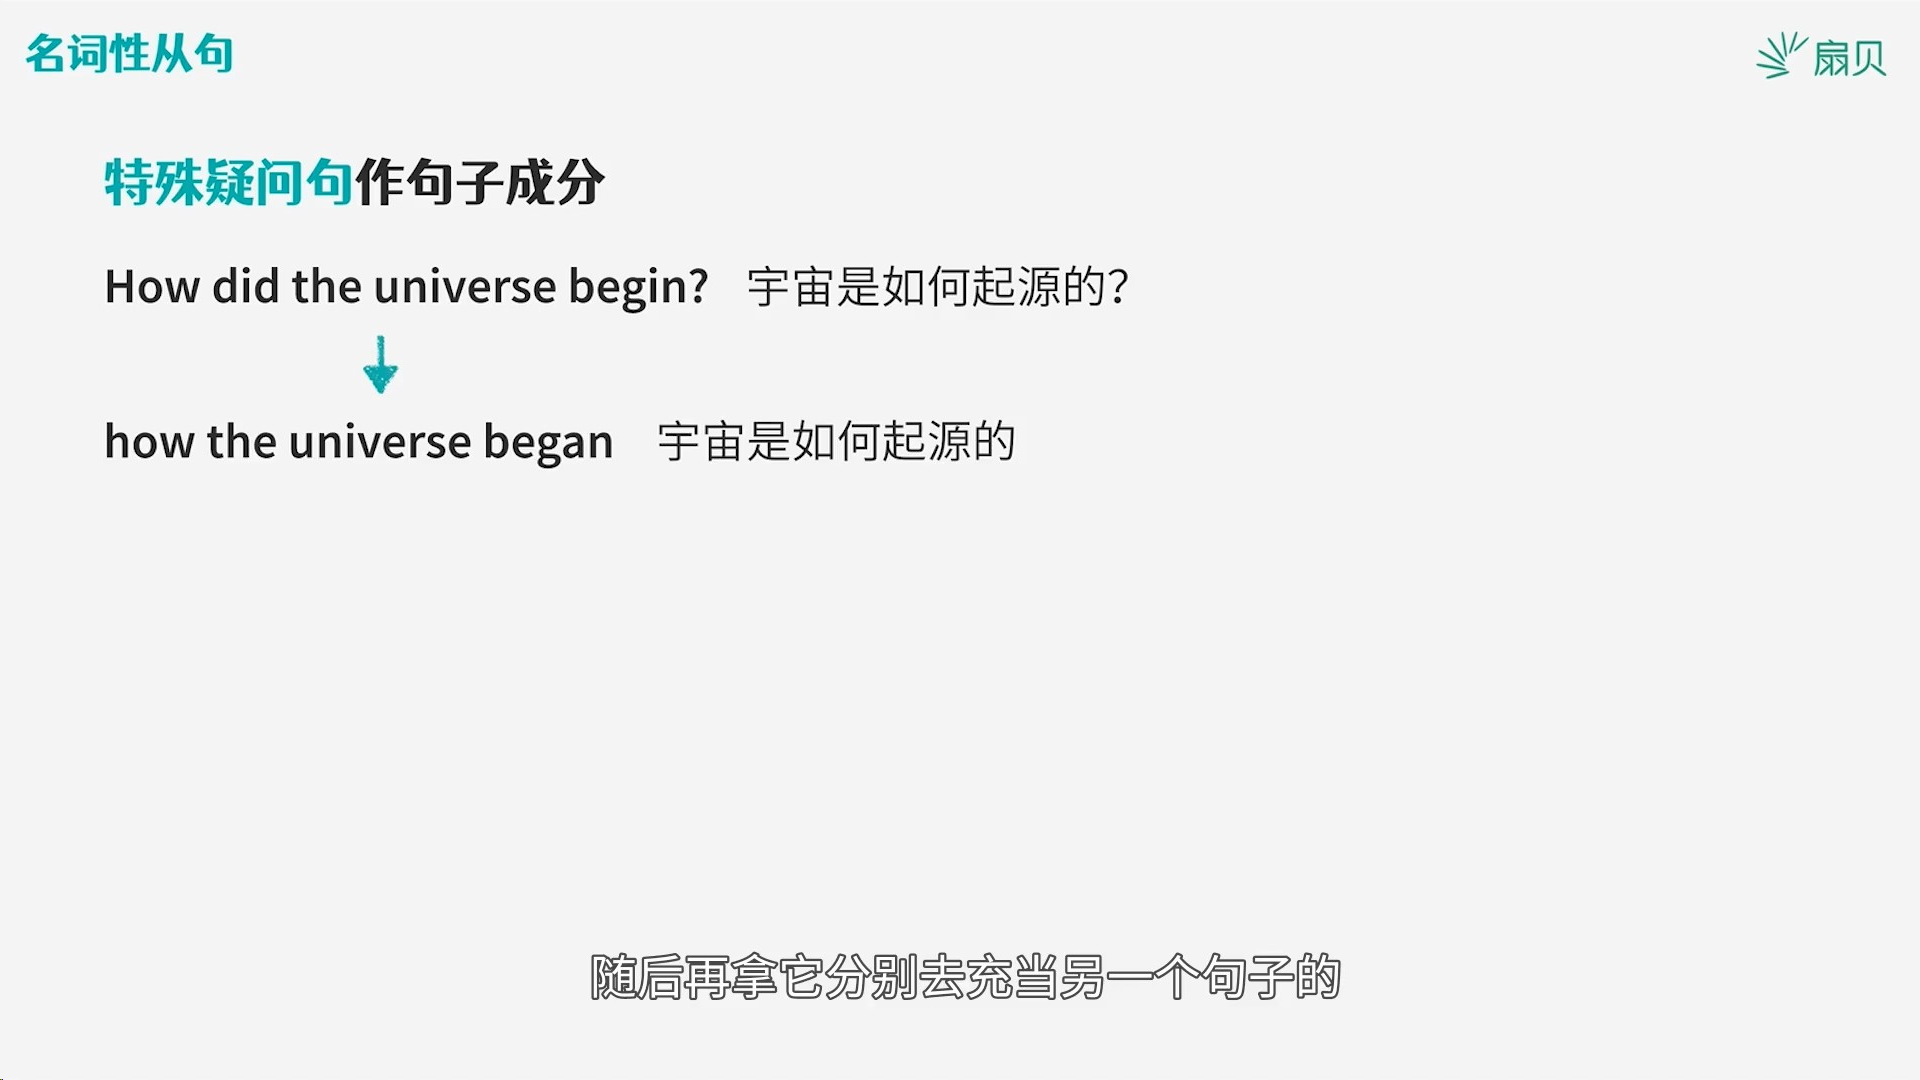 名词性从句
扇贝
特殊疑问句作句子成分
How did the universe begin? 宇宙是如何起源的？
how the universe began 宇宙是如何起源的
随后再拿它分别去充当另一个句子的